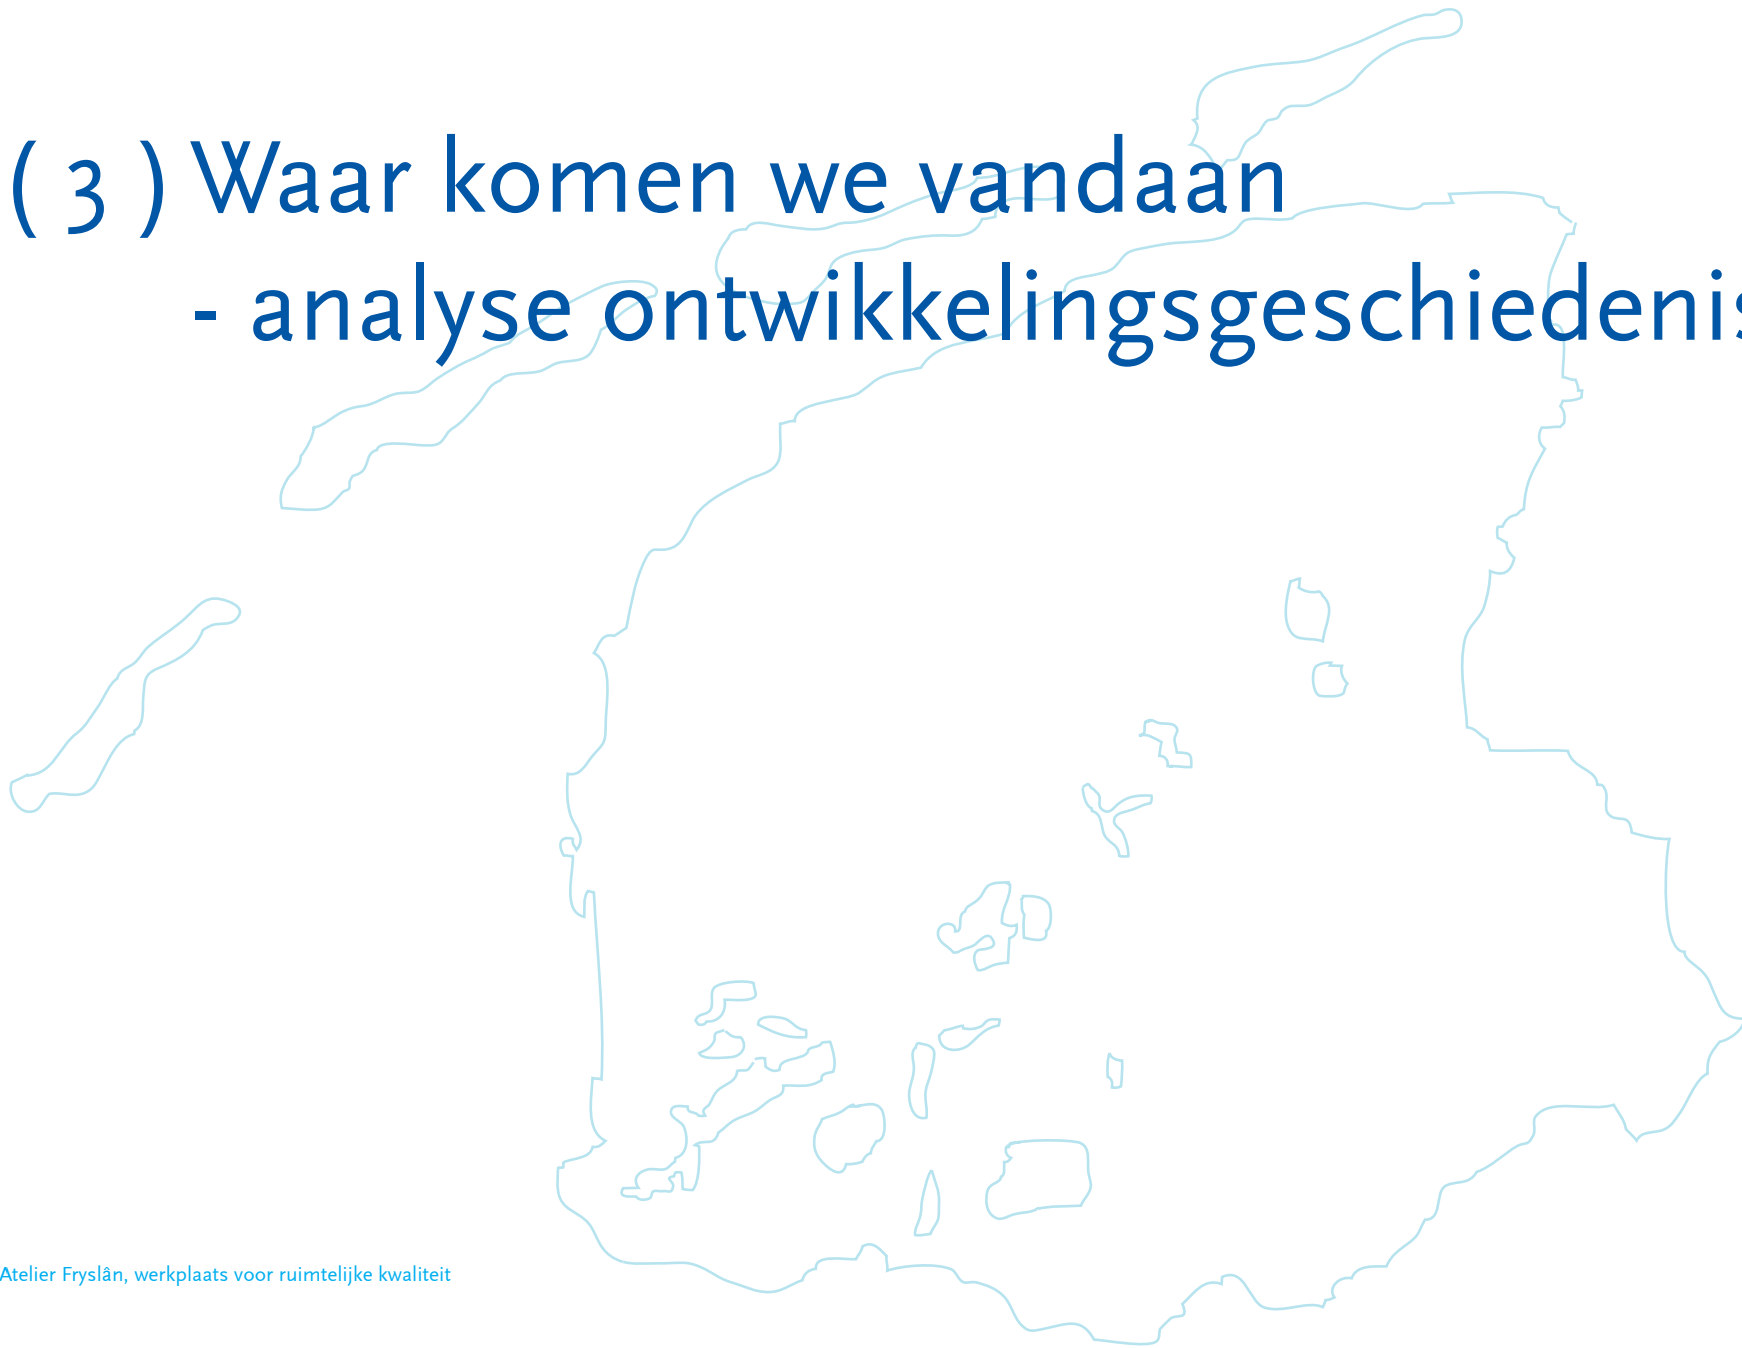 ( 3 ) Waar komen we vandaan
- analyse ontwikkelingsgeschiedenis
Atelier Fryslân, werkplaats voor ruimtelijke kwaliteit